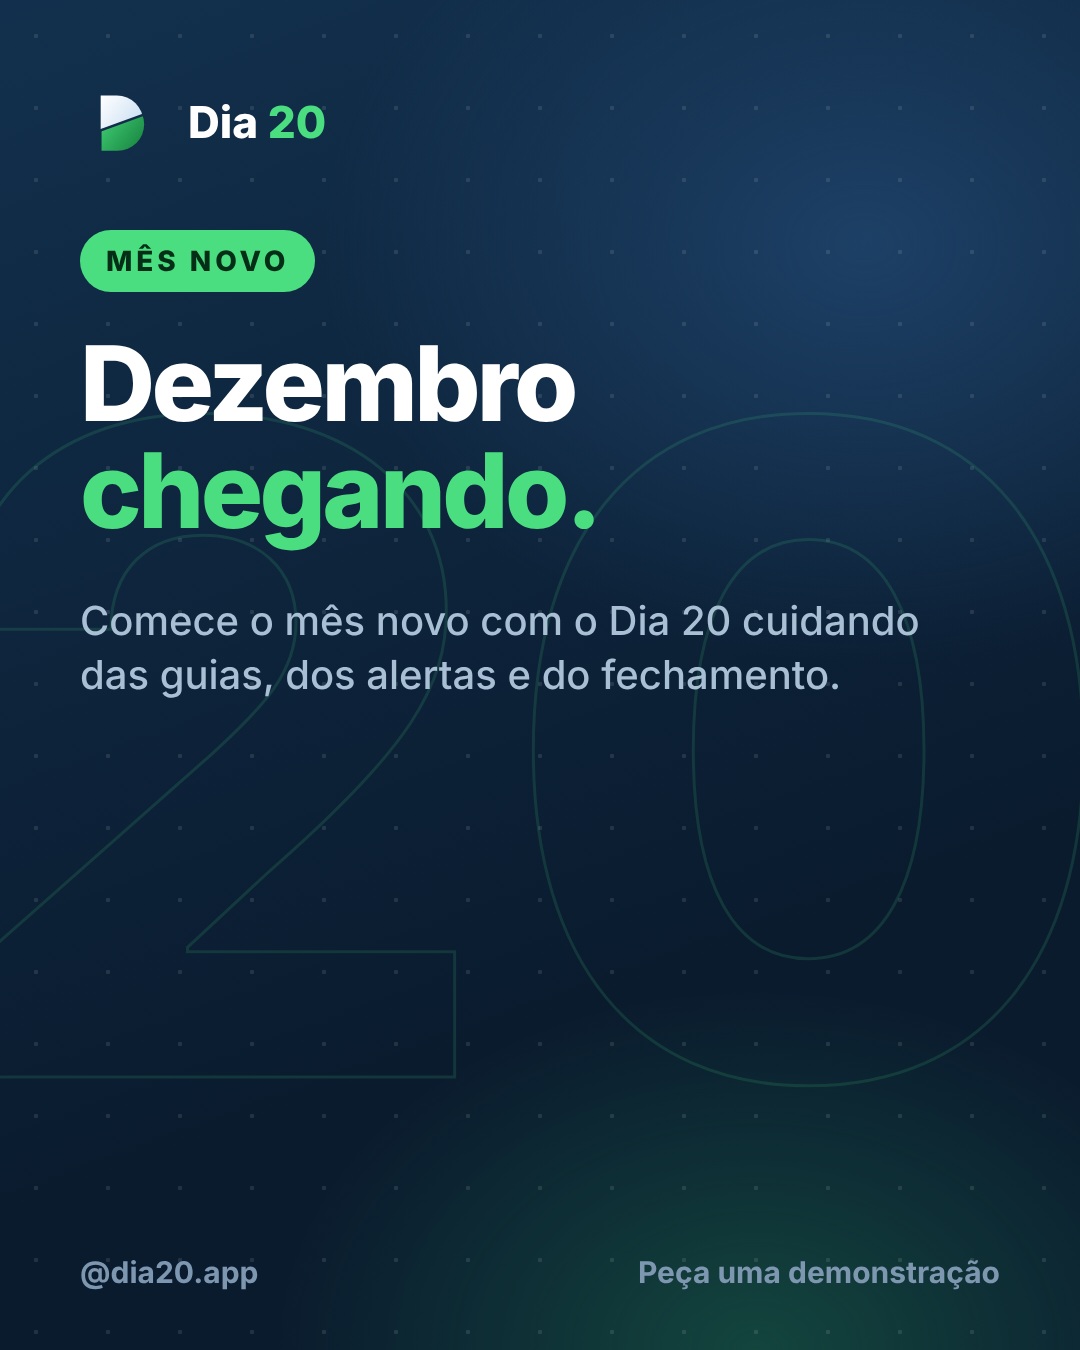 Dia 20
MÊS NOVO
Dezembro
chegando.
Comece o mês novo com o Dia 20 cuidando
das guias, dos alertas e do fechamento.
20
@dia20.app
Peça uma demonstração